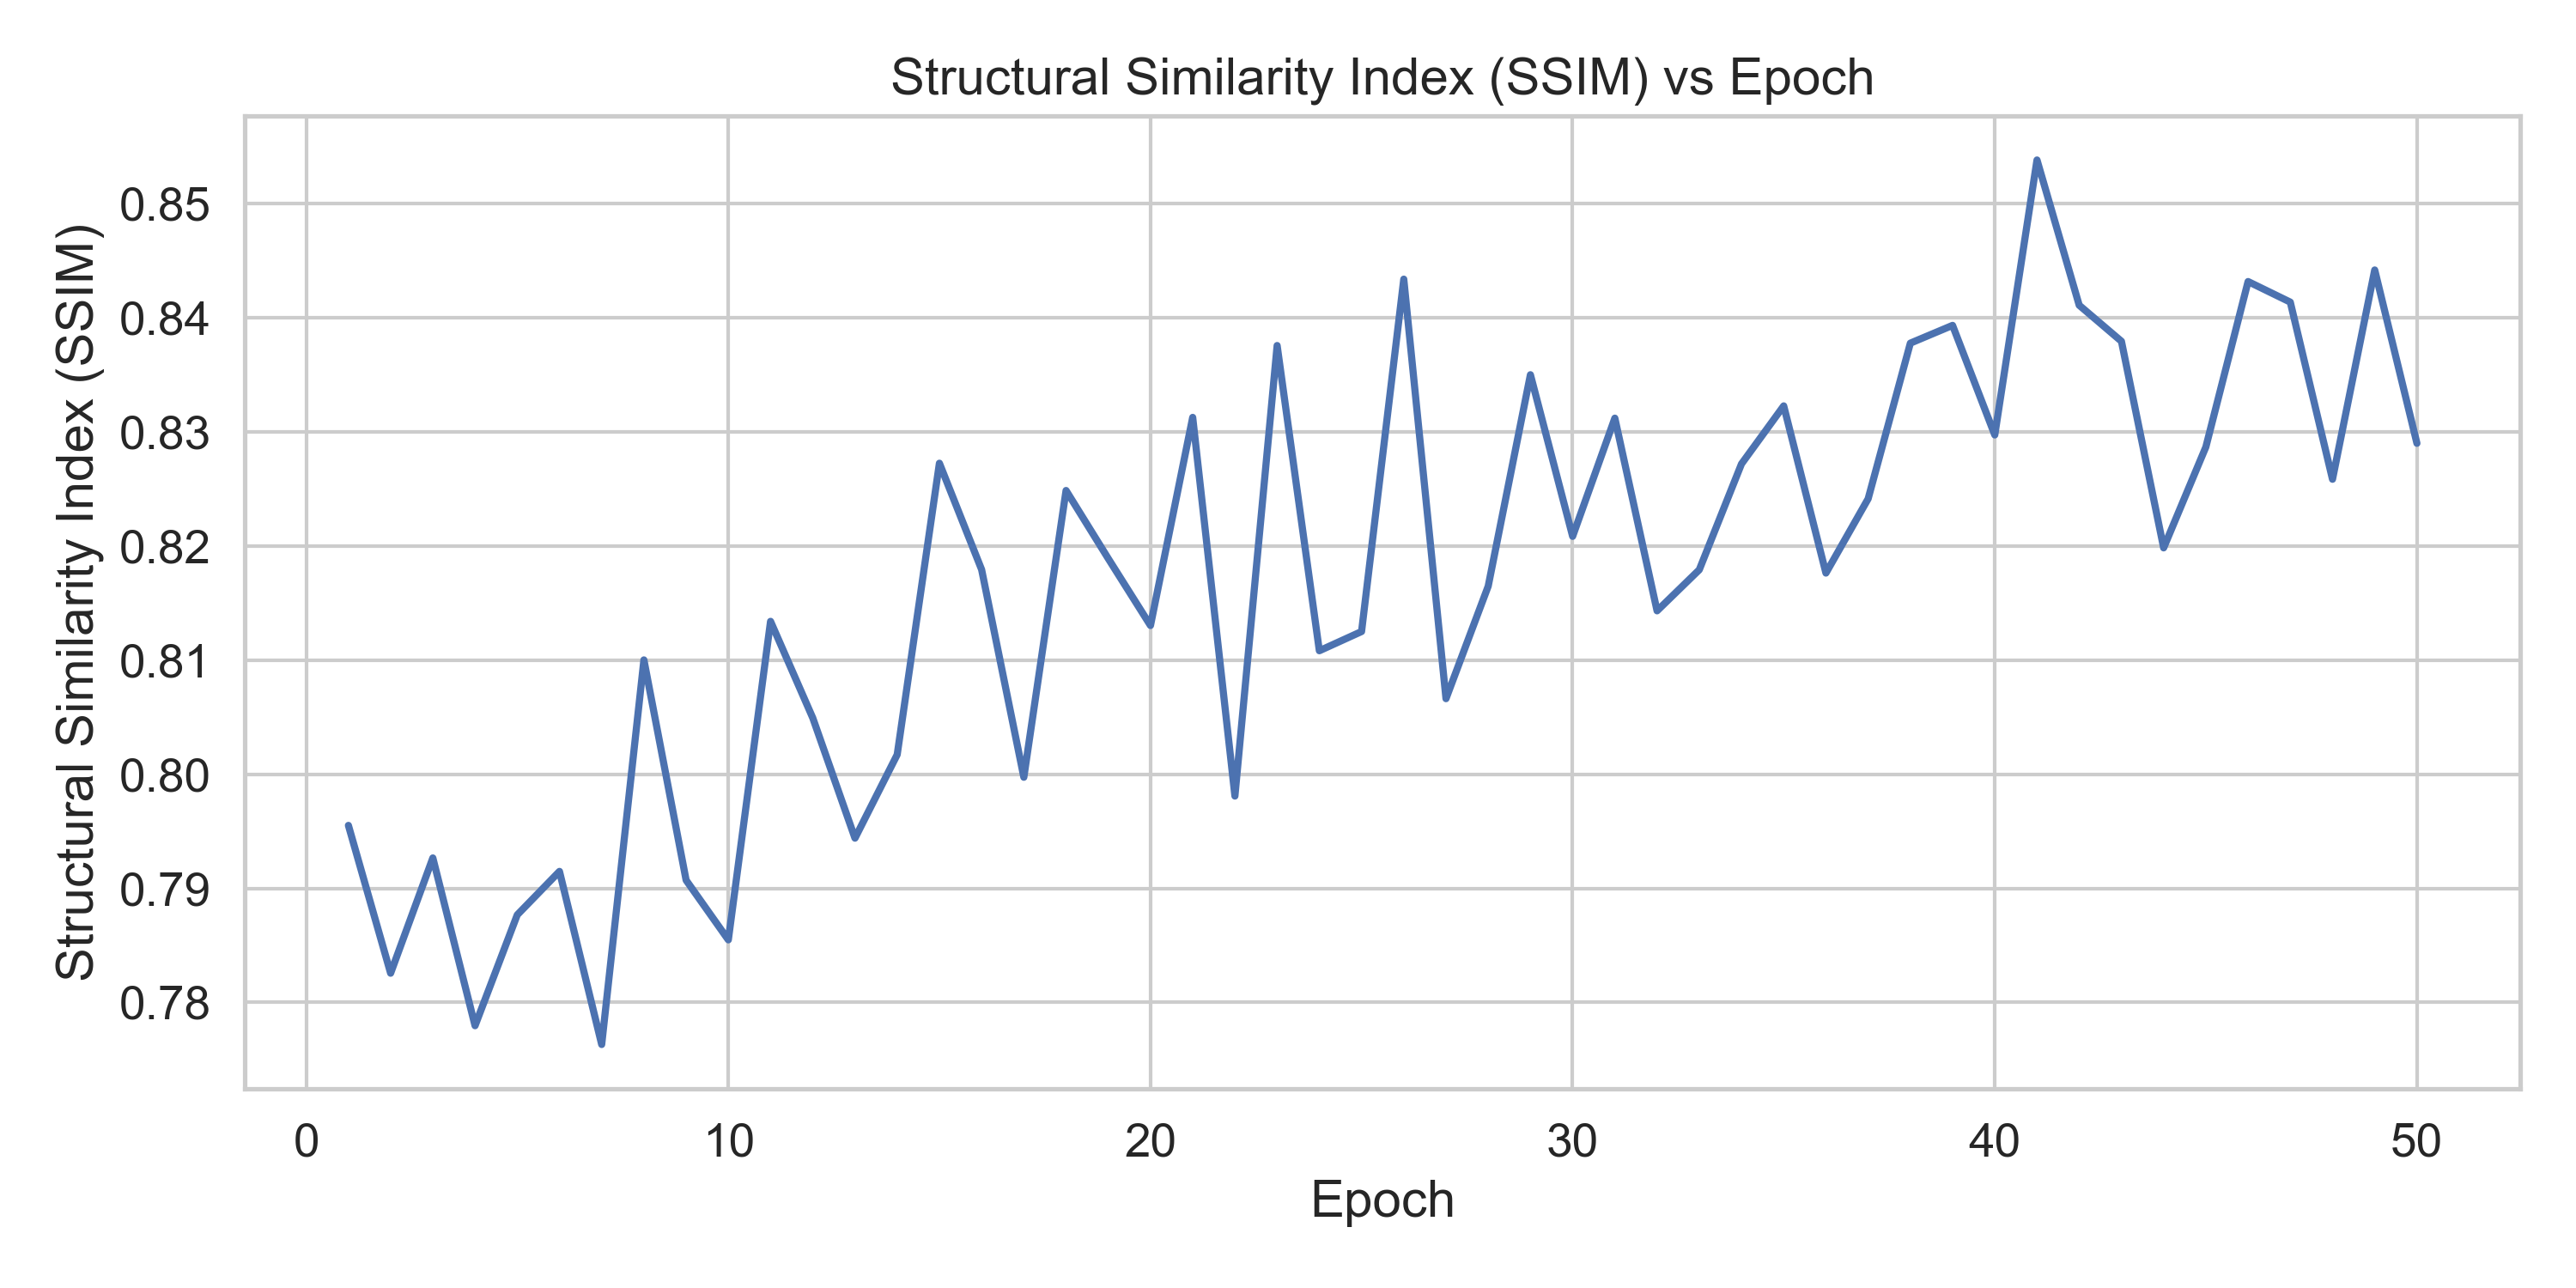 Structural Similarity Index (SSIM) vs Epoch
Structural Similarity Index (SSIM)
0.85
0.84
0.83
0.82
0.81
0.80
0.79
0.78
0 10 20 30 40 50
Epoch